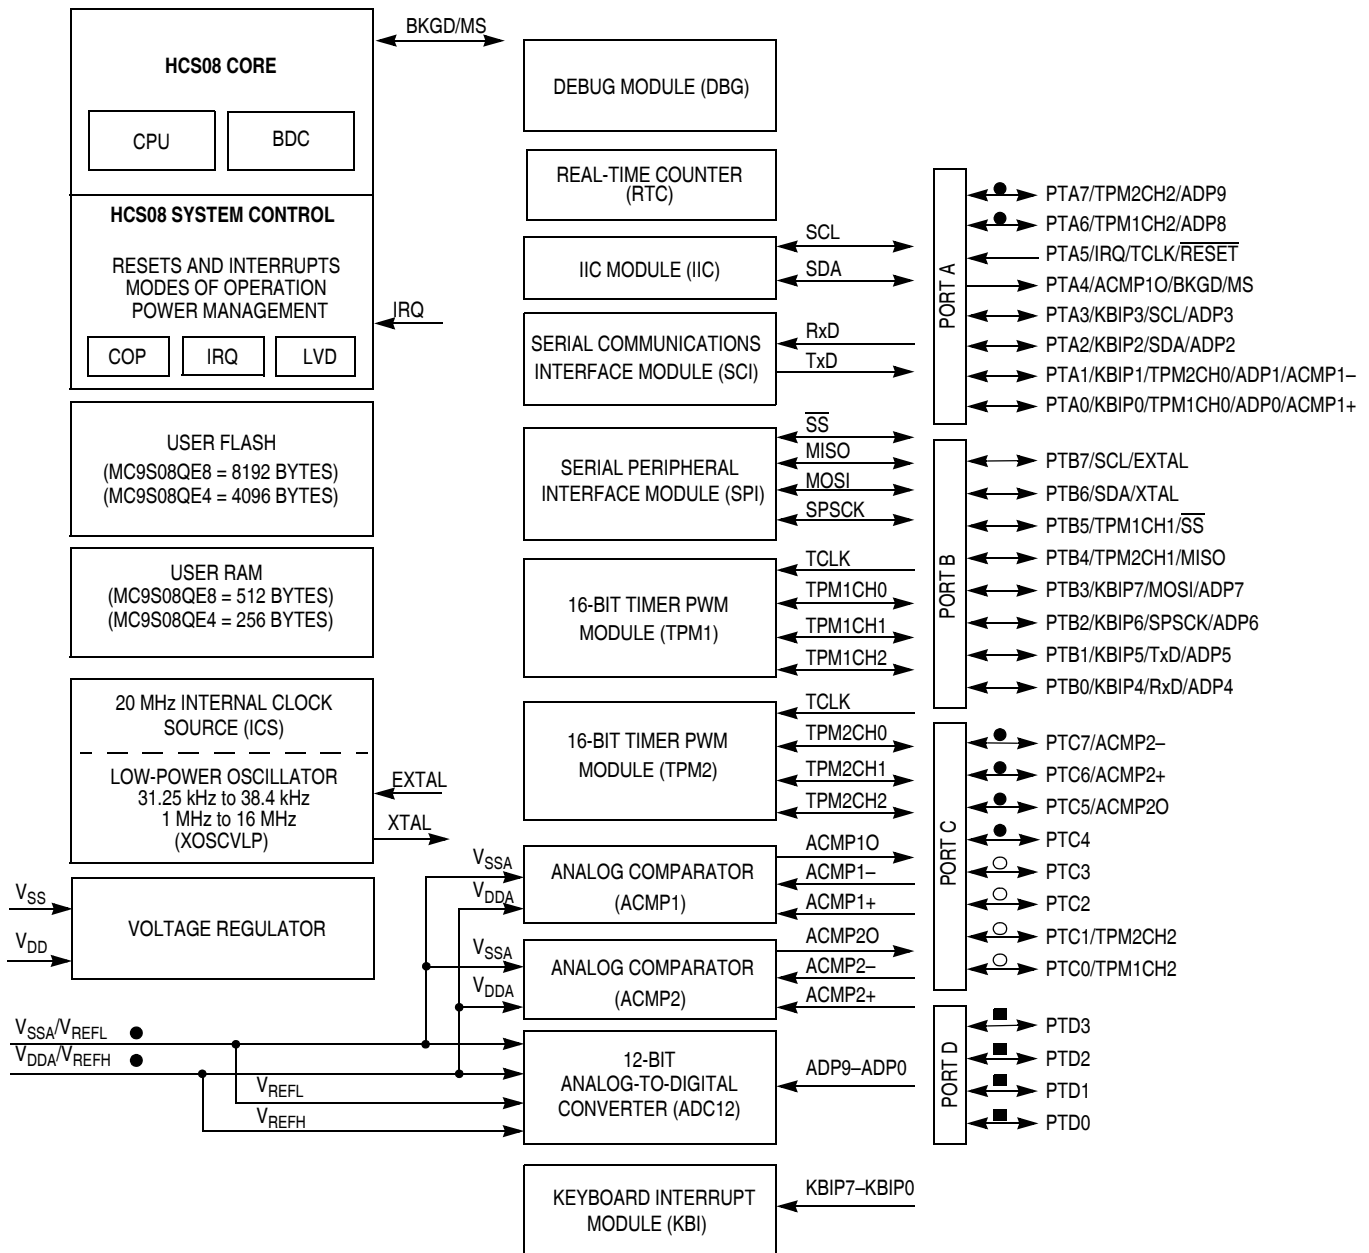 HCS08 CORE
CPU
BDC
BKGD/MS
HCS08 SYSTEM CONTROL
RESETS AND INTERRUPTS
MODES OF OPERATION
POWER MANAGEMENT
COP
IRQ
LVD
IRQ
USER FLASH
(MC9S08QE8 = 8192 BYTES)
(MC9S08QE4 = 4096 BYTES)
USER RAM
(MC9S08QE8 = 512 BYTES)
(MC9S08QE4 = 256 BYTES)
20 MHz INTERNAL CLOCK
SOURCE (ICS)
LOW-POWER OSCILLATOR
31.25 kHz to 38.4 kHz
1 MHz to 16 MHz
(XOSCVLP)
EXTAL
XTAL
VSS
VDD
VOLTAGE REGULATOR
VSSA/VREFL
VDDA/VREFH
VREFL
VREFH
DEBUG MODULE (DBG)
REAL-TIME COUNTER
(RTC)
IIC MODULE (IIC)
SCL
SDA
SERIAL COMMUNICATIONS
INTERFACE MODULE (SCI)
RxD
TxD
SERIAL PERIPHERAL
INTERFACE MODULE (SPI)
SS
MISO
MOSI
SPSCK
16-BIT TIMER PWM
MODULE (TPM1)
TCLK
TPM1CH0
TPM1CH1
TPM1CH2
16-BIT TIMER PWM
MODULE (TPM2)
TCLK
TPM2CH0
TPM2CH1
TPM2CH2
VSSA
VDDA
ANALOG COMPARATOR
(ACMP1)
ACMP1O
ACMP1–
ACMP1+
VSSA
VDDA
ANALOG COMPARATOR
(ACMP2)
ACMP2O
ACMP2–
ACMP2+
12-BIT
ANALOG-TO-DIGITAL
CONVERTER (ADC12)
ADP9–ADP0
KEYBOARD INTERRUPT
MODULE (KBI)
KBIP7–KBIP0
PORT A
PTA7/TPM2CH2/ADP9
PTA6/TPM1CH2/ADP8
PTA5/IRQ/TCLK/RESET
PTA4/ACMP1O/BKGD/MS
PTA3/KBIP3/SCL/ADP3
PTA2/KBIP2/SDA/ADP2
PTA1/KBIP1/TPM2CH0/ADP1/ACMP1–
PTA0/KBIP0/TPM1CH0/ADP0/ACMP1+
PORT B
PTB7/SCL/EXTAL
PTB6/SDA/XTAL
PTB5/TPM1CH1/SS
PTB4/TPM2CH1/MISO
PTB3/KBIP7/MOSI/ADP7
PTB2/KBIP6/SPSCK/ADP6
PTB1/KBIP5/TxD/ADP5
PTB0/KBIP4/RxD/ADP4
PORT C
PTC7/ACMP2–
PTC6/ACMP2+
PTC5/ACMP2O
PTC4
PTC3
PTC2
PTC1/TPM2CH2
PTC0/TPM1CH2
PORT D
PTD3
PTD2
PTD1
PTD0